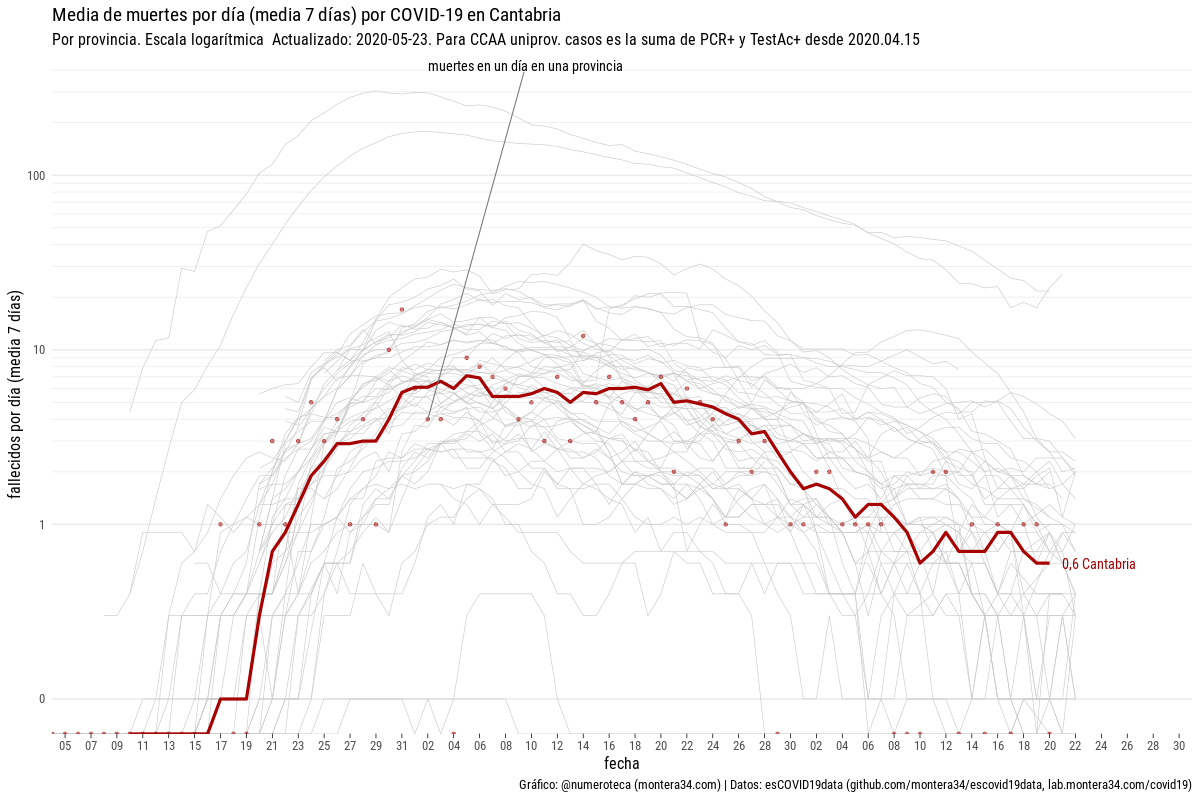 Media de muertes por día (media 7 días) por COVID-19 en Cantabria
Por provincia. Escala logarítmica  Actualizado: 2020-05-23. Para CCAA uniprov. casos es la suma de PCR+ y TestAc+ desde 2020.04.15
muertes en un día en una provincia
fallecidos por día (media  7 días)
100
10
1
0
0,6 Cantabria
05 07 09 11 13 15 17 19 21 23 25 27 29 31 02 04 06 08 10 12 14 16 18 20 22 24 26 28 30 02 04 06 08 10 12 14 16 18 20 22 24 26 28 30
fecha
Gráfico: @numeroteca (montera34.com) | Datos: esCOVID19data (github.com/montera34/escovid19data, lab.montera34.com/covid19)